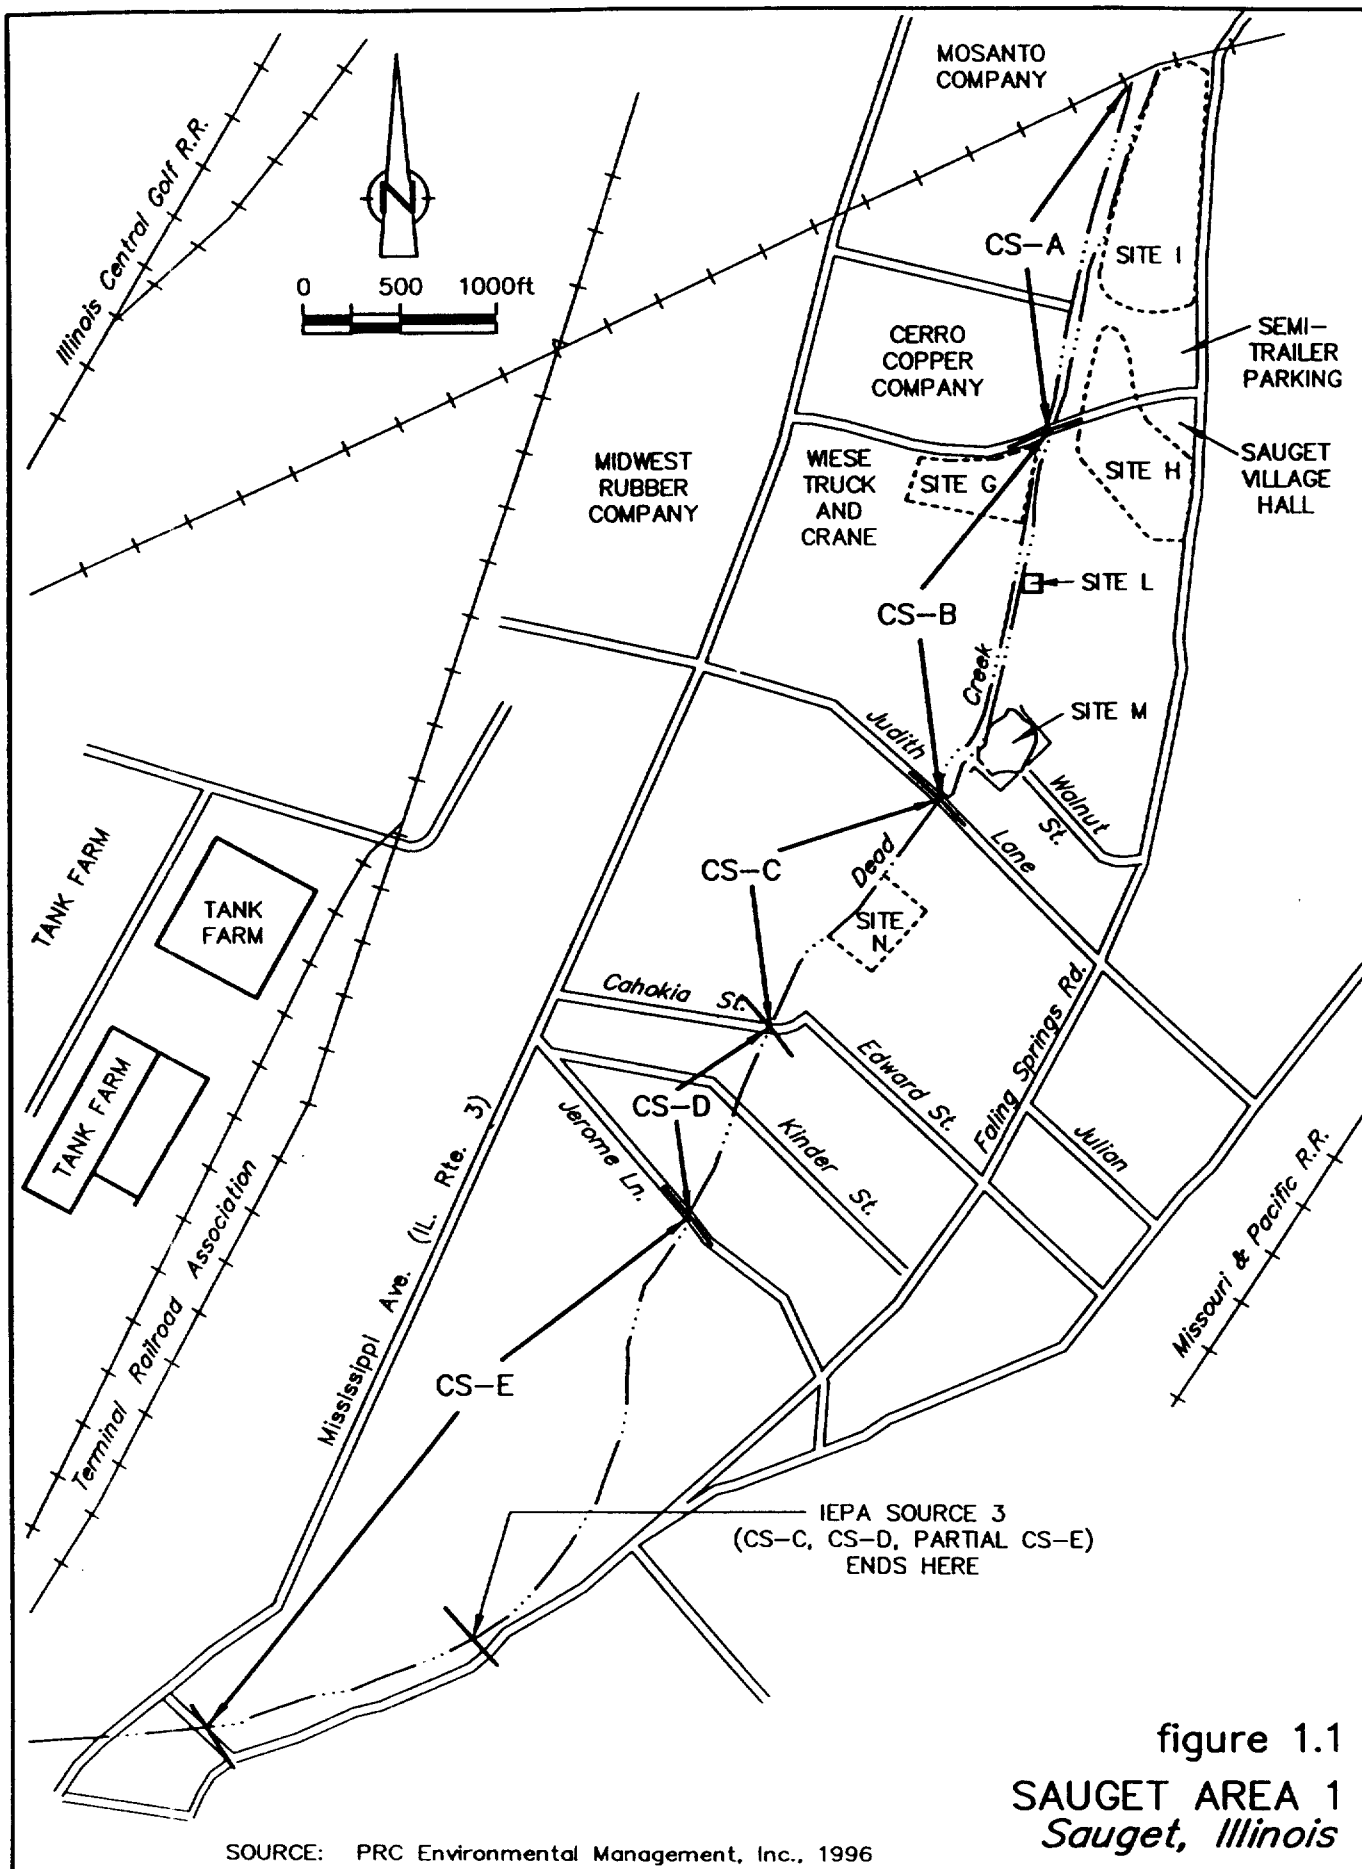 MOSANTO
COMPANY
Illinois Central Golf R.R.
N
0 500 1000ft
CS-A
SITE I
SEMI-
TRAILER
PARKING
CERRO
COPPER
COMPANY
MIDWEST
RUBBER
COMPANY
WIESE
TRUCK
AND
CRANE
SITE G
SITE H
SAUGET
VILLAGE
HALL
SITE L
CS-B
Creek
SITE M
Judith
Lane
Walnut
St.
TANK FARM
TANK
FARM
TANK FARM
CS-C
Dead
SITE
N
Cahokia St.
Edward St.
Faling Springs Rd.
CS-D
Jerome Ln.
Kinder
St.
Julian
Missouri & Pacific R.R.
Terminal Railroad Association
Mississippi Ave. (IL. Rte. 3)
CS-E
IEPA SOURCE 3
(CS-C, CS-D, PARTIAL CS-E)
ENDS HERE
figure 1.1
SAUGET AREA 1
Sauget, Illinois
SOURCE: PRC Environmental Management, Inc., 1996